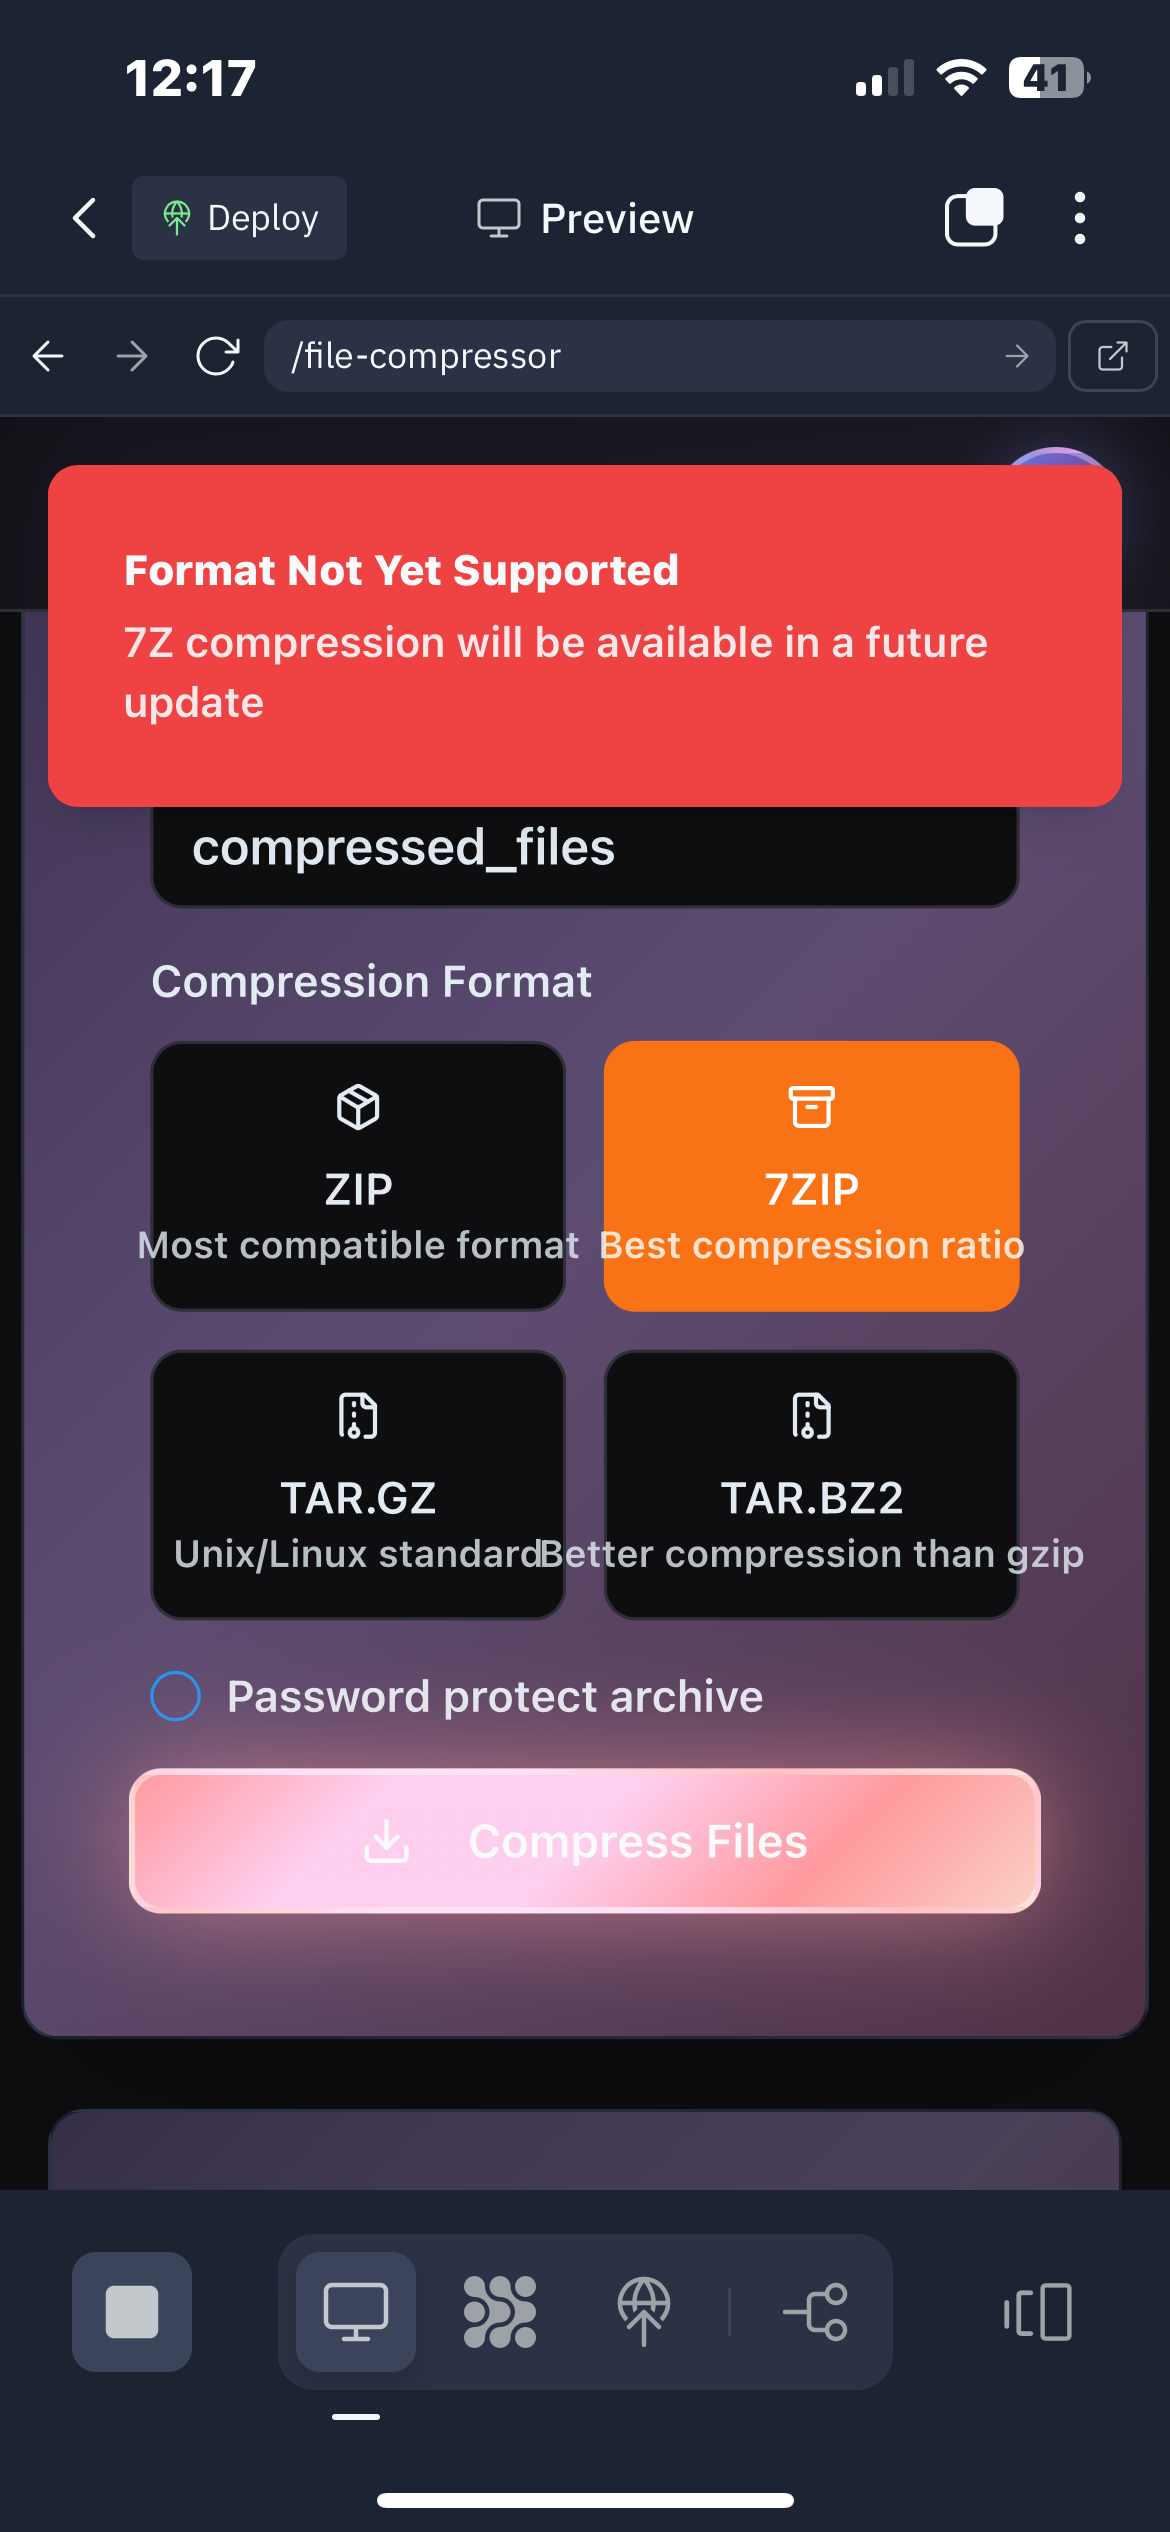 12:17
41
Deploy
Preview
/file-compressor
Format Not Yet Supported
7Z compression will be available in a future
update
compressed_files
Compression Format
ZIP
Most compatible format
7ZIP
Best compression ratio
TAR.GZ
Unix/Linux standard
TAR.BZ2
Better compression than gzip
Password protect archive
Compress Files